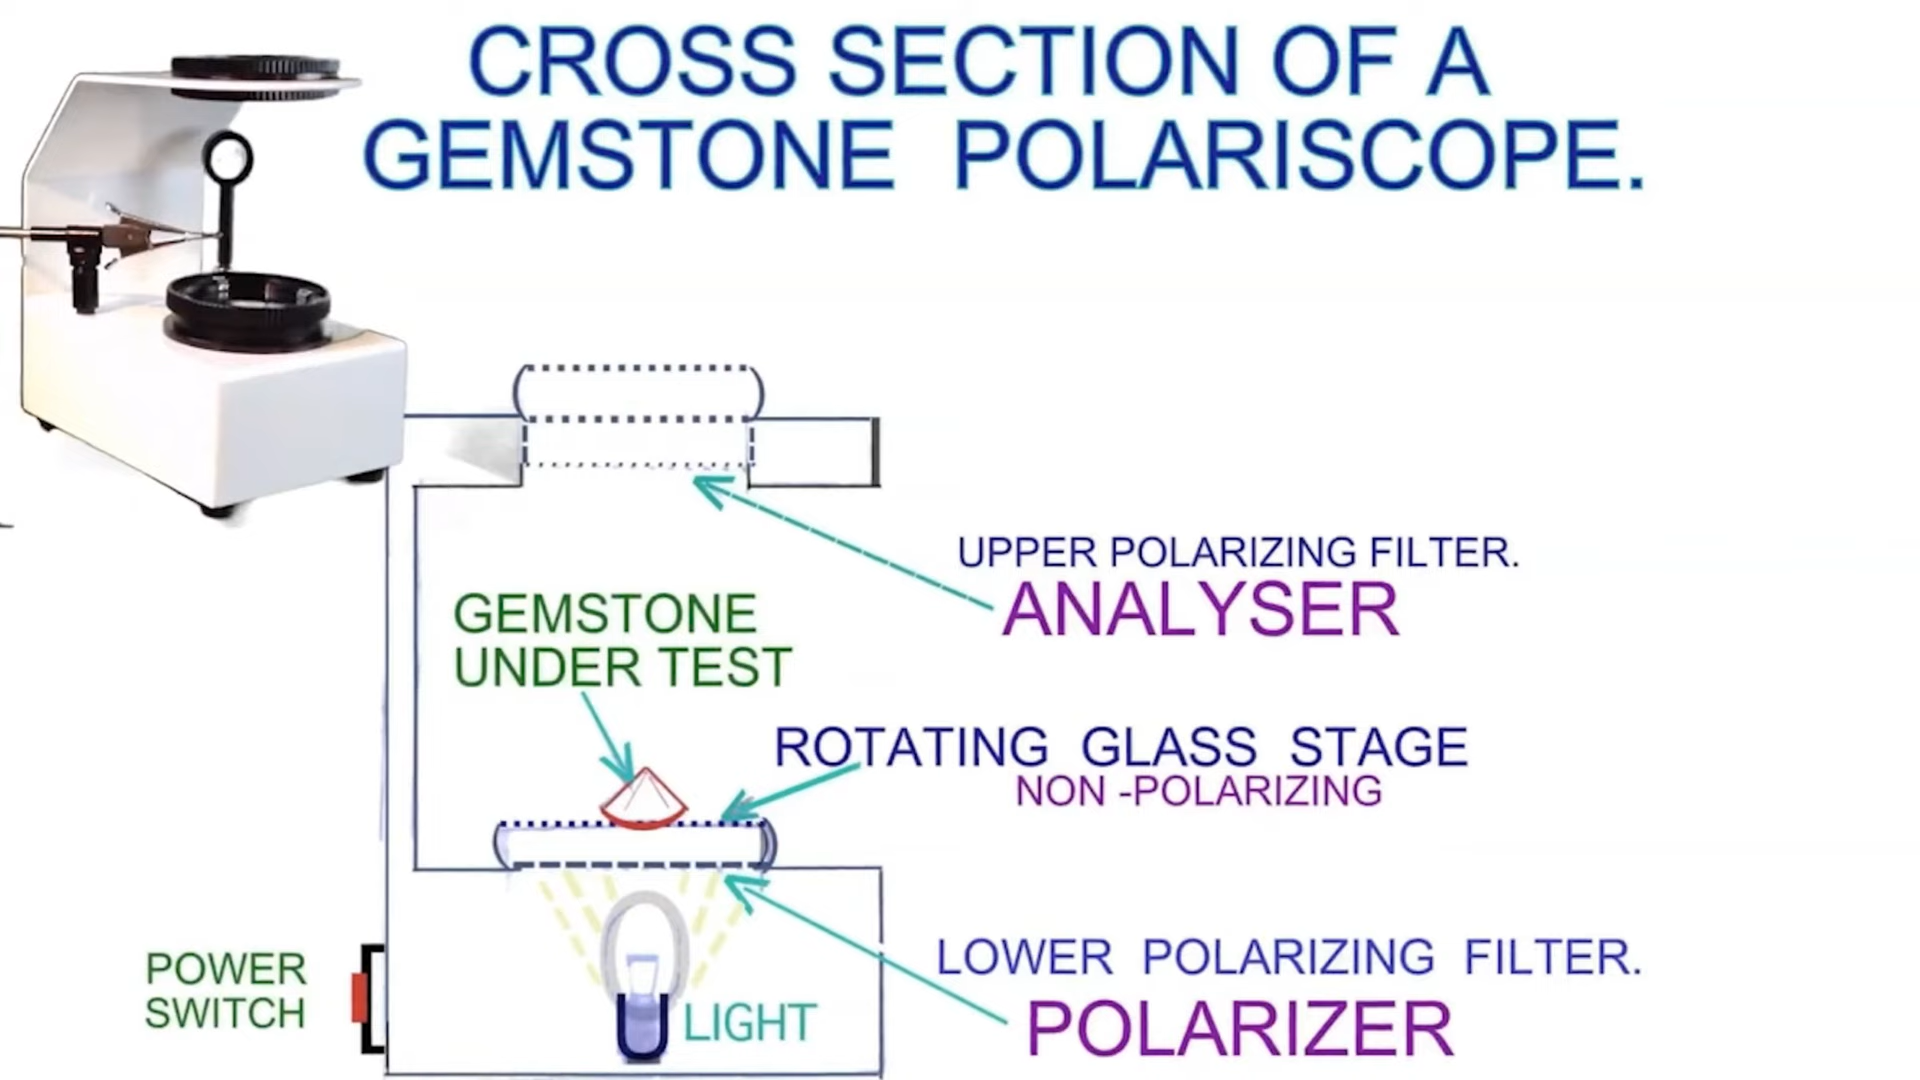 CROSS SECTION OF A
GEMSTONE POLARISCOPE.
UPPER POLARIZING FILTER.
ANALYSER
GEMSTONE
UNDER TEST
ROTATING GLASS STAGE
NON -POLARIZING
POWER
SWITCH
LIGHT
LOWER POLARIZING FILTER.
POLARIZER